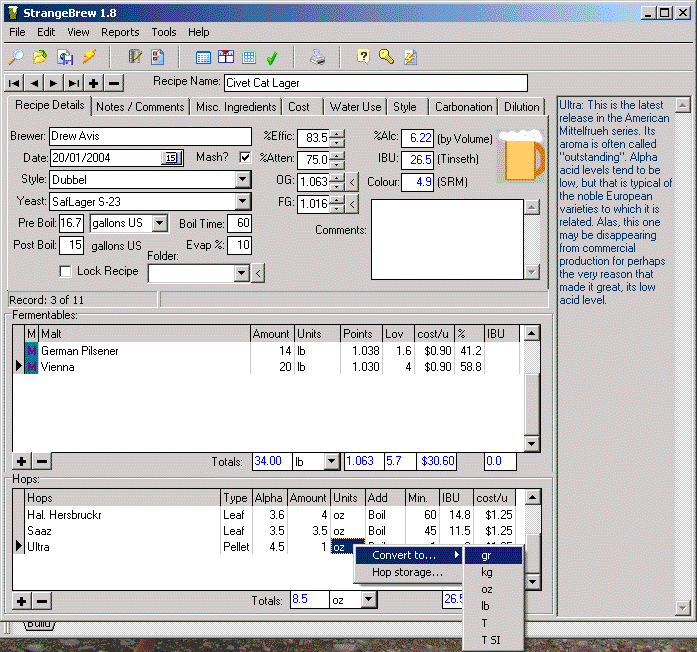 StrangeBrew 1.8
File Edit View Reports Tools Help
Recipe Name: Civet Cat Lager
Recipe Details Notes / Comments Misc. Ingredients Cost Water Use Style Carbonation Dilution
Brewer: Drew Avis %Effic: 83.5 %Alc: 6.22 (by Volume)
Date: 20/01/2004 15 Mash? %Atten: 75.0 IBU: 26.5 (Tinseth)
Style: Dubbel OG: 1.063 < Colour: 4.9 (SRM)
Yeast: SafLager S-23 FG: 1.016 <
Pre Boil: 16.7 gallons US Boil Time: 60 Comments:
Post Boil: 15 gallons US Evap %: 10
Lock Recipe Folder: <
Record: 3 of 11
Ultra: This is the latest
release in the American
Mittelfrueh series. Its
aroma is often called
"outstanding". Alpha
acid levels tend to be
low, but that is typical of
the noble European
varieties to which it is
related. Alas, this one
may be disappearing
from commercial
production for perhaps
the very reason that
made it great, its low
acid level.
Fermentables:
M Malt Amount Units Points Lov cost/u % IBU
M German Pilsener 14 lb 1.038 1.6 $0.90 41.2
M Vienna 20 lb 1.030 4 $0.90 58.8
Totals: 34.00 lb 1.063 5.7 $30.60 0.0
Hops:
Hops Type Alpha Amount Units Add Min. IBU cost/u
Hal. Hersbruckr Leaf 3.6 4 oz Boil 60 14.8 $1.25
Saaz Leaf 3.5 3.5 oz Boil 45 11.5 $1.25
Ultra Pellet 4.5 1 oz
Convert to...
Hop storage...
gr
kg
oz
lb
T
T SI
Totals: 8.5 oz 26.5
Build